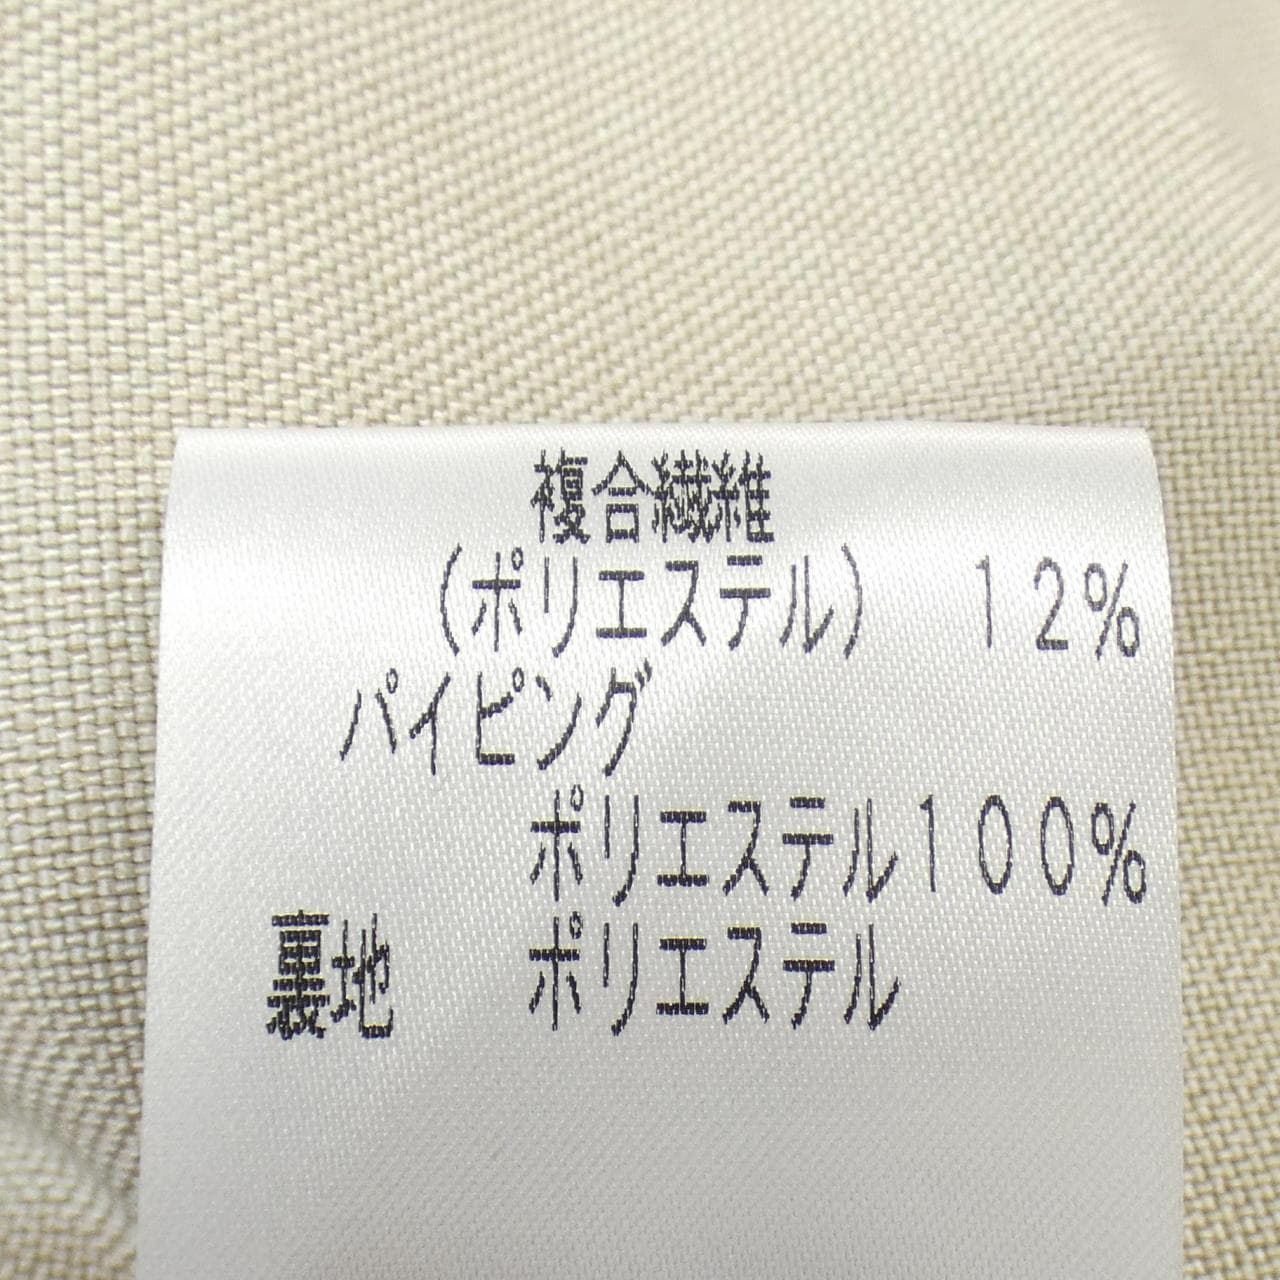 複合繊維
(ポリエステル) 12%
パイピング
ポリエステル100%
裏地 ポリエステル